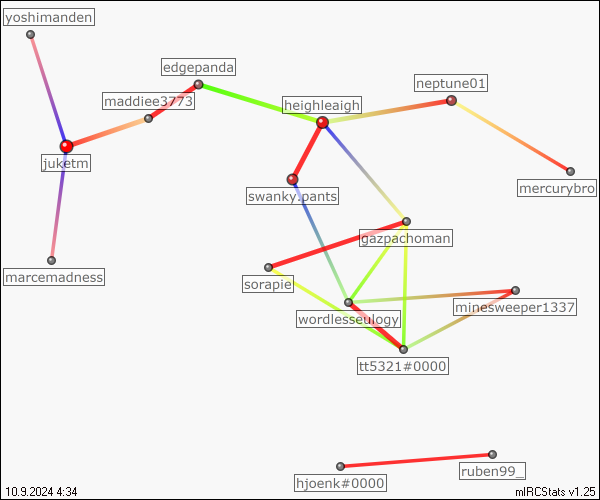 yoshimanden
edgepanda
neptune01
maddiee3773
heighleaigh
juketm
mercurybro
swanky.pants
gazpachoman
marcemadness
sorapie
minesweeper1337
wordlesseulogy
tt5321#0000
ruben99_
hjoenk#0000
10.9.2024 4:34
mIRCStats v1.25